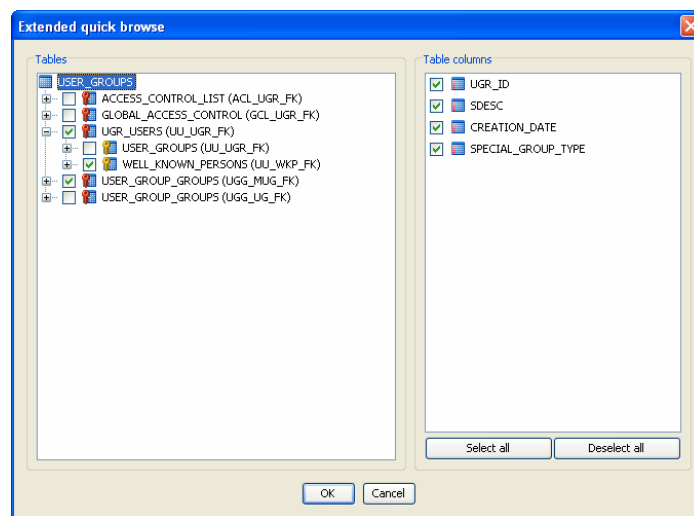 Extended quick browse
Tables
USER_GROUPS
ACCESS_CONTROL_LIST (ACL_UGR_FK)
GLOBAL_ACCESS_CONTROL (GCL_UGR_FK)
UGR_USERS (UU_UGR_FK)
USER_GROUPS (UU_UGR_FK)
WELL_KNOWN_PERSONS (UU_WKP_FK)
USER_GROUP_GROUPS (UGG_MUG_FK)
USER_GROUP_GROUPS (UGG_UG_FK)
Table columns
UGR_ID
SDESC
CREATION_DATE
SPECIAL_GROUP_TYPE
Select all
Deselect all
OK
Cancel